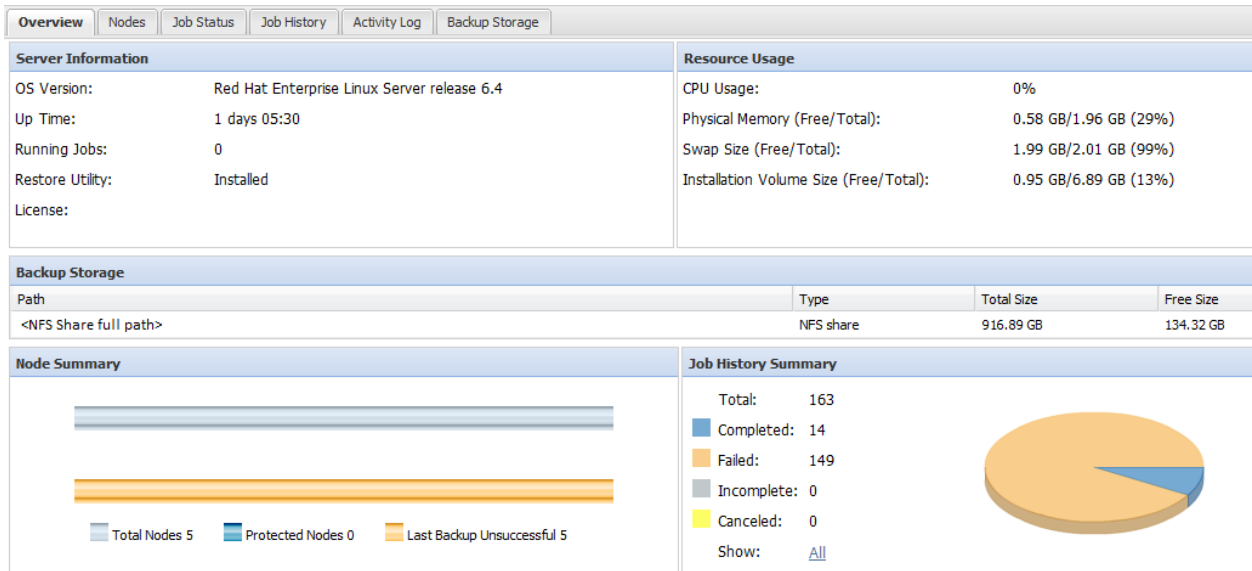 Overview Nodes Job Status Job History Activity Log Backup Storage
Server Information
OS Version: Red Hat Enterprise Linux Server release 6.4
Up Time: 1 days 05:30
Running Jobs: 0
Restore Utility: Installed
License:
Resource Usage
CPU Usage: 0%
Physical Memory (Free/Total): 0.58 GB/1.96 GB (29%)
Swap Size (Free/Total): 1.99 GB/2.01 GB (99%)
Installation Volume Size (Free/Total): 0.95 GB/6.89 GB (13%)
Backup Storage
Path Type Total Size Free Size
<NFS Share full path> NFS share 916.89 GB 134.32 GB
Node Summary
Total Nodes 5 Protected Nodes 0 Last Backup Unsuccessful 5
Job History Summary
Total: 163
Completed: 14
Failed: 149
Incomplete: 0
Canceled: 0
Show: All